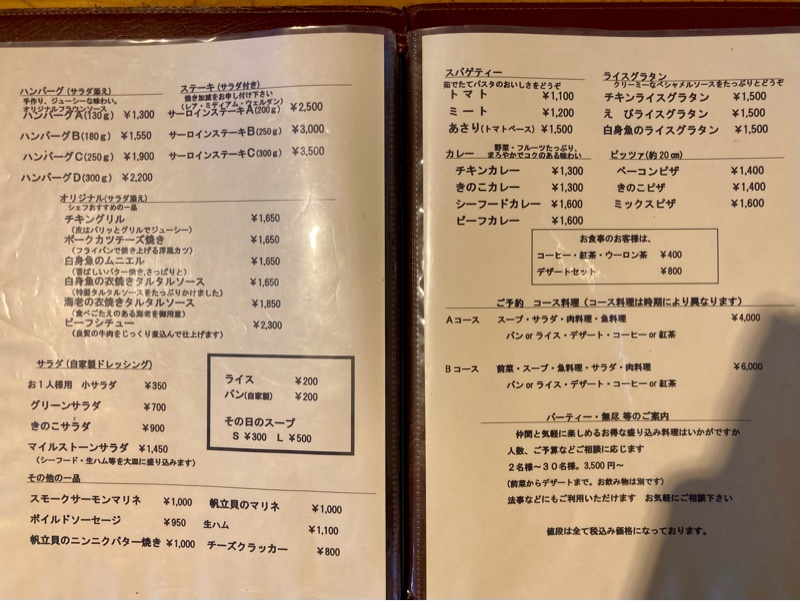 ハンバーグ (サラダ添え)
手作り、ジューシーな味わい。
オリジナルブラウンソース
ハンバーグA(130g) ¥1,300
ハンバーグB(180g) ¥1,550
ハンバーグC(250g) ¥1,900
ハンバーグD(300g) ¥2,200
ステーキ (サラダ付き)
焼き加減をお申し付け下さい
(レア・ミディアム・ウェルダン)
サーロインステーキA(200g) ¥2,500
サーロインステーキB(250g) ¥3,000
サーロインステーキC(300g) ¥3,500
オリジナル(サラダ添え)
シェフおすすめの一品
チキングリル ¥1,650
(皮はパリッとグリルでジューシー)
ポークカツチーズ焼き ¥1,650
(フライパンで焼き上げる洋風カツ)
白身魚のムニエル ¥1,650
(香ばしいバター焼き,さっぱりと)
白身魚の衣焼きタルタルソース ¥1,650
(特製タルタルソースをたっぷりかけました)
海老の衣焼きタルタルソース ¥1,850
(食べごたえのある海老を御用意)
ビーフシチュー ¥2,300
(良質の牛肉をじっくり煮込んで仕上げます)
サラダ (自家製ドレッシング)
お1人様用 小サラダ ¥350
グリーンサラダ ¥700
きのこサラダ ¥900
マイルストーンサラダ ¥1,450
(シーフード・生ハム等を大皿に盛り込みます)
ライス ¥200
パン(自家製) ¥200
その日のスープ
S ¥300 L ¥500
その他の一品
スモークサーモンマリネ ¥1,000
ボイルドソーセージ ¥950
帆立貝のニンニクバター焼き ¥1,000
帆立貝のマリネ ¥1,000
生ハム ¥1,100
チーズクラッカー ¥800
スパゲティー
茹でたてパスタのおいしさをどうぞ
トマト ¥1,100
ミート ¥1,200
あさり(トマトベース) ¥1,500
ライスグラタン
クリーミーなベシャメルソースをたっぷりとどうぞ
チキンライスグラタン ¥1,500
えびライスグラタン ¥1,500
白身魚のライスグラタン ¥1,500
カレー 野菜・フルーツたっぷり、
まろやかでコクのある味わい
チキンカレー ¥1,300
きのこカレー ¥1,300
シーフードカレー ¥1,600
ビーフカレー ¥1,600
ピッツァ(約20㎝)
ベーコンピザ ¥1,400
きのこピザ ¥1,400
ミックスピザ ¥1,600
お食事のお客様は、
コーヒー・紅茶・ウーロン茶 ¥400
デザートセット ¥800
ご予約 コース料理 (コース料理は時期により異なります)
Aコース スープ・サラダ・肉料理・魚料理 ¥4,000
パン or ライス・デザート・コーヒー or 紅茶
Bコース 前菜・スープ・魚料理・サラダ・肉料理 ¥6,000
パン or ライス・デザート・コーヒー or 紅茶
パーティー・無尽 等のご案内
仲間と気軽に楽しめるお得な盛り込み料理はいかがですか
人数、ご予算などご相談に応じます
2名様～30名様。3,500円～
(前菜からデザートまで。お飲み物は別です)
法事などにもご利用いただけます お気軽にご相談下さい
値段は全て税込み価格になっております。